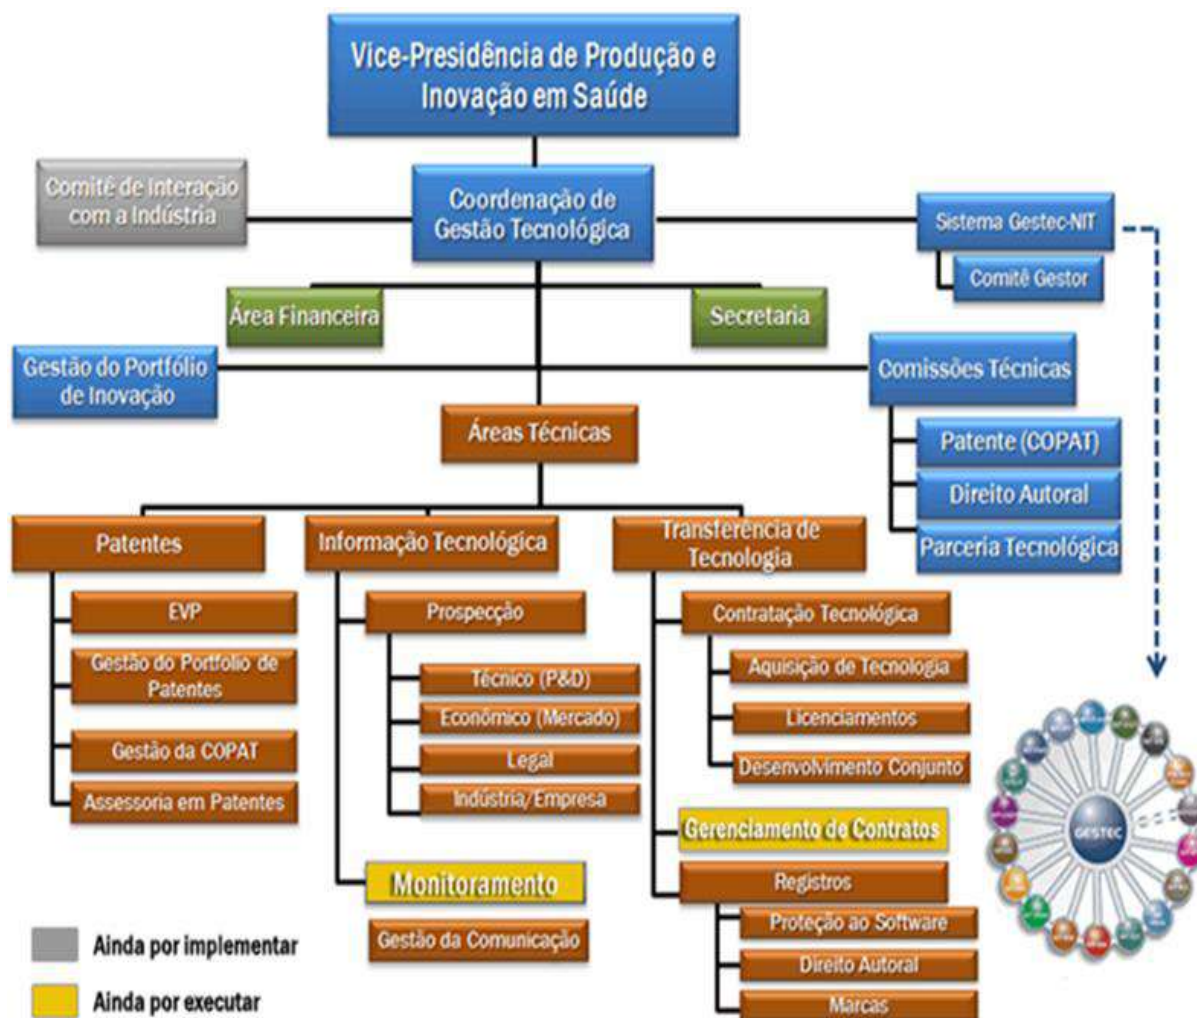 Vice-Presidência de Produção e
Inovação em Saúde
Comitê de Interação
com a Indústria
Coordenação de
Gestão Tecnológica
Sistema Gestec-NIT
Comitê Gestor
Área Financeira
Secretaria
Gestão do Portfólio
de Inovação
Comissões Técnicas
Áreas Técnicas
Patente (COPAT)
Direito Autoral
Parceria Tecnológica
Patentes
Informação Tecnológica
Transferência de
Tecnologia
EVP
Gestão do Portfolio de
Patentes
Gestão da COPAT
Assessoria em Patentes
Prospecção
Técnico (P&D)
Econômico (Mercado)
Legal
Indústria/Empresa
Monitoramento
Gestão da Comunicação
Contratação Tecnológica
Aquisição de Tecnologia
Licenciamentos
Desenvolvimento Conjunto
Gerenciamento de Contratos
Registros
Proteção ao Software
Direito Autoral
Marcas
GESTEC
Ainda por implementar
Ainda por executar